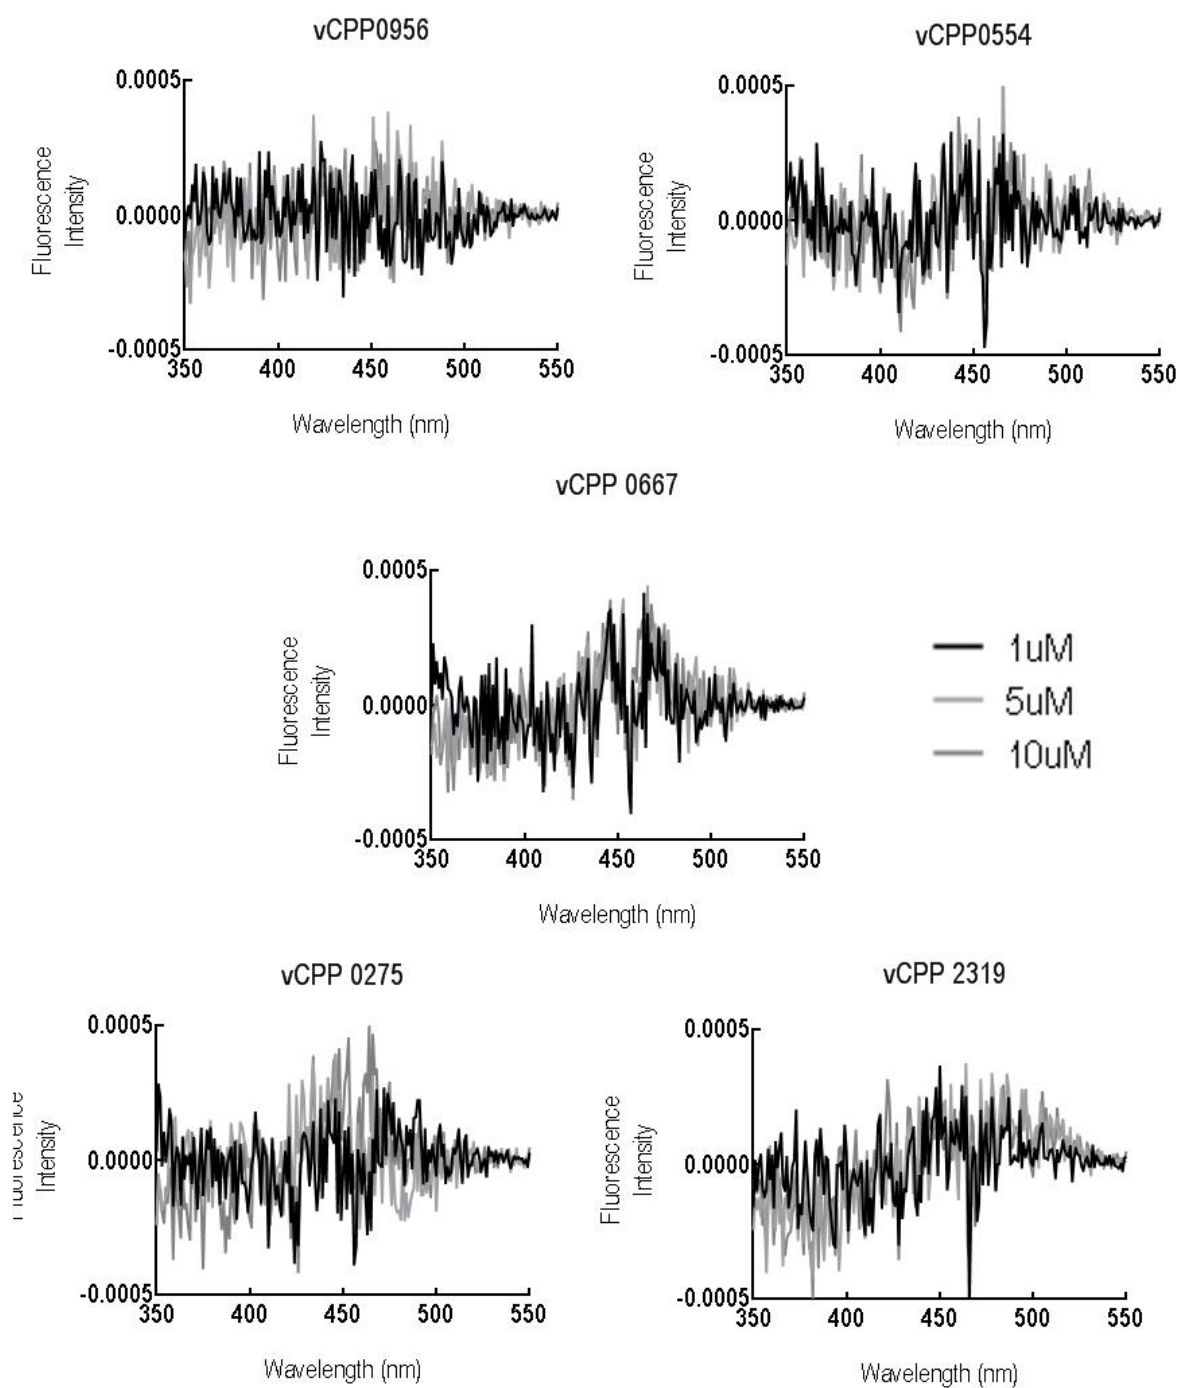 vCPP0956
vCPP0554
0.0005
0.0000
-0.0005
350 400 450 500 550
Fluorescence
Intensity
Wavelength (nm)
0.0005
0.0000
-0.0005
350 400 450 500 550
Fluorescence
Intensity
Wavelength (nm)
vCPP 0667
0.0005
0.0000
-0.0005
350 400 450 500 550
Fluorescence
Intensity
Wavelength (nm)
1uM
5uM
10uM
vCPP 0275
vCPP 2319
0.0005
0.0000
-0.0005
350 400 450 500 550
Fluorescence
Intensity
Wavelength (nm)
0.0005
0.0000
-0.0005
350 400 450 500 550
Fluorescence
Intensity
Wavelength (nm)